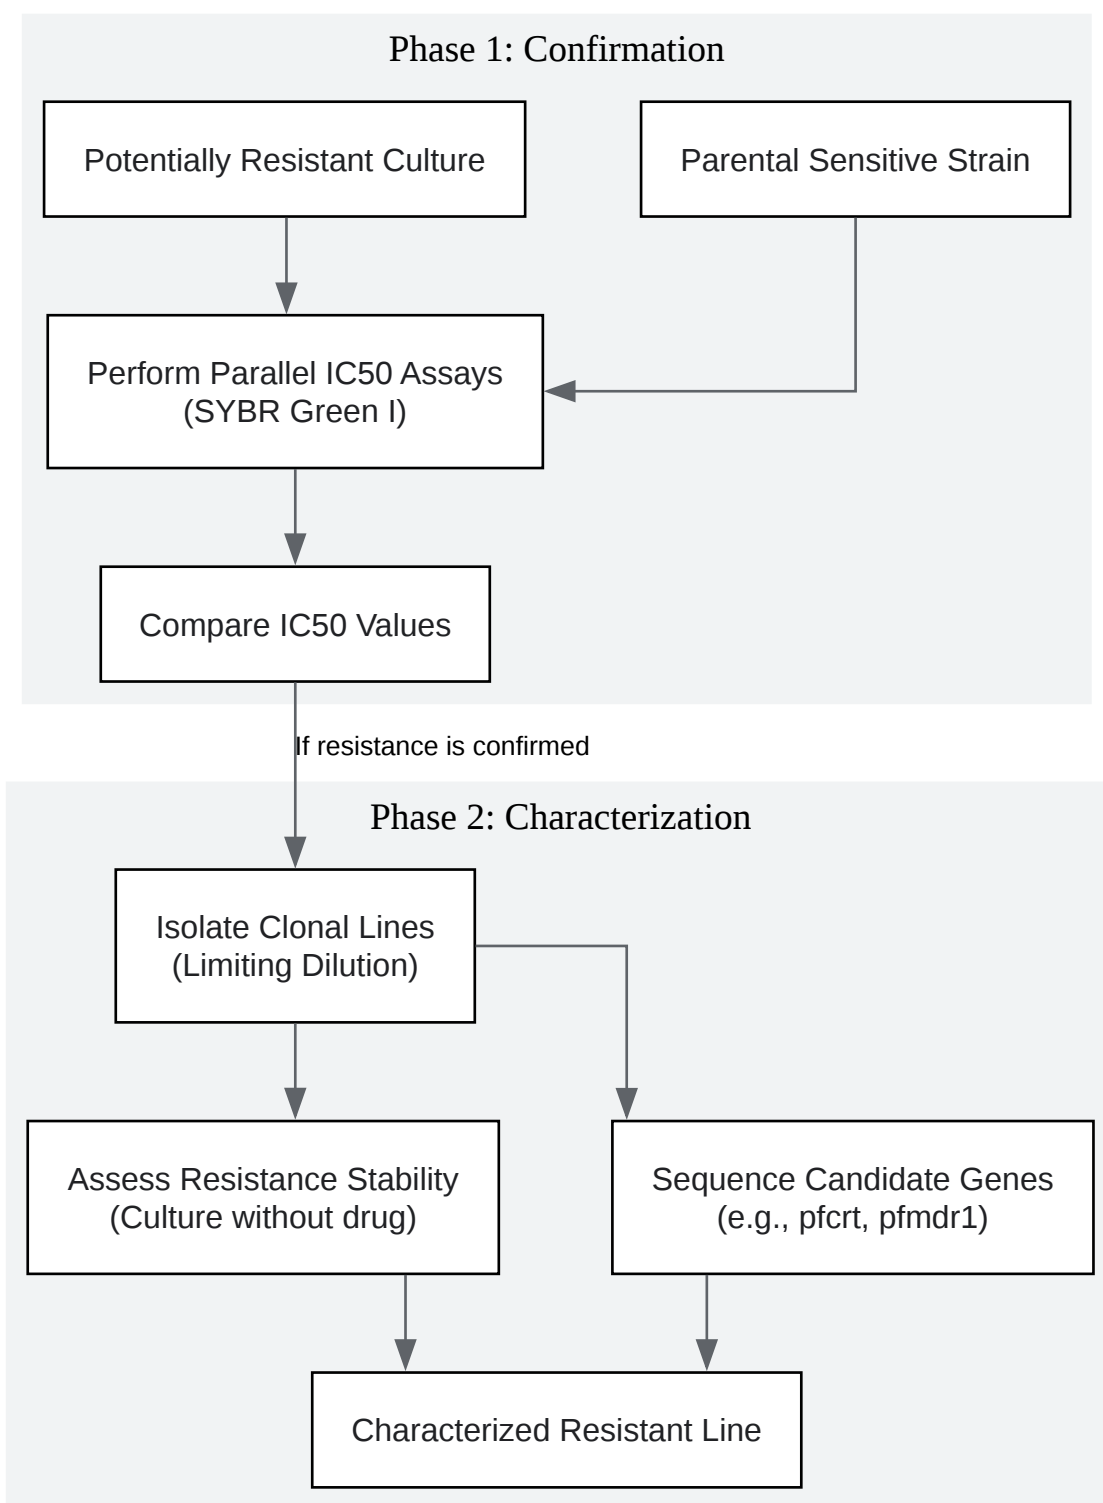 Phase 1: Confirmation
Potentially Resistant Culture
Parental Sensitive Strain
Perform Parallel IC50 Assays
(SYBR Green I)
Compare IC50 Values
If resistance is confirmed
Phase 2: Characterization
Isolate Clonal Lines
(Limiting Dilution)
Assess Resistance Stability
(Culture without drug)
Sequence Candidate Genes
(e.g., pfcrt, pfmdr1)
Characterized Resistant Line